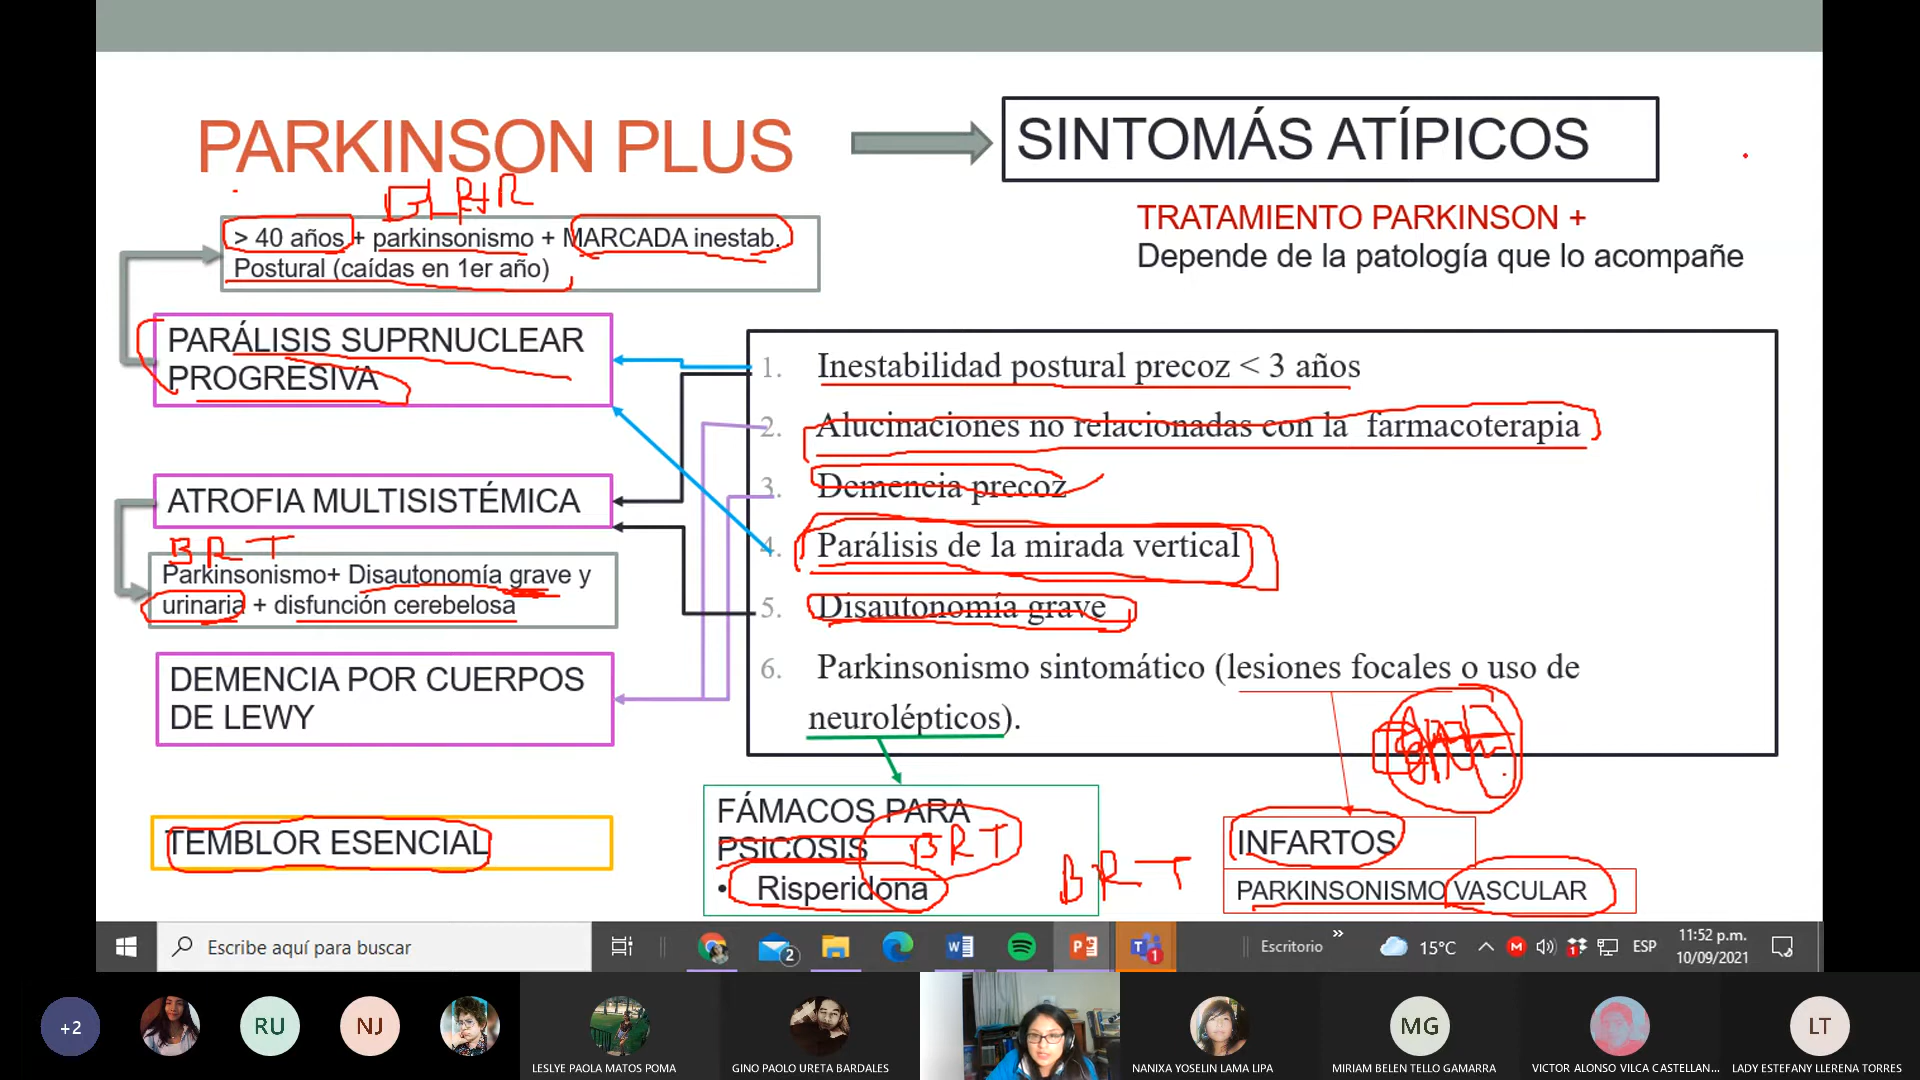 PARKINSON PLUS
SINTOMÁS ATÍPICOS
TRATAMIENTO PARKINSON +
Depende de la patología que lo acompañe
> 40 años + parkinsonismo + MARCADA inestab.
Postural (caídas en 1er año)
PARÁLISIS SUPRNUCLEAR
PROGRESIVA
ATROFIA MULTISISTÉMICA
B R T
Parkinsonismo+ Disautonomía grave y
urinaria + disfunción cerebelosa
DEMENCIA POR CUERPOS
DE LEWY
TEMBLOR ESENCIAL
1. Inestabilidad postural precoz < 3 años
2. Alucinaciones no relacionadas con la farmacoterapia
3. Demencia precoz
4. Parálisis de la mirada vertical
5. Disautonomía grave
6. Parkinsonismo sintomático (lesiones focales o uso de
neurolépticos).
FÁMACOS PARA
PSICOSIS
B R T
• Risperidona
B R T
INFARTOS
PARKINSONISMO VASCULAR
Escribe aquí para buscar
2
1
Escritorio
»
15°C
ESP
11:52 p.m.
10/09/2021
+2
RU
NJ
MG
LT
LESLYE PAOLA MATOS POMA
GINO PAOLO URETA BARDALES
NANIXA YOSELIN LAMA LIPA
MIRIAM BELEN TELLO GAMARRA
VICTOR ALONSO VILCA CASTELLAN...
LADY ESTEFANY LLERENA TORRES